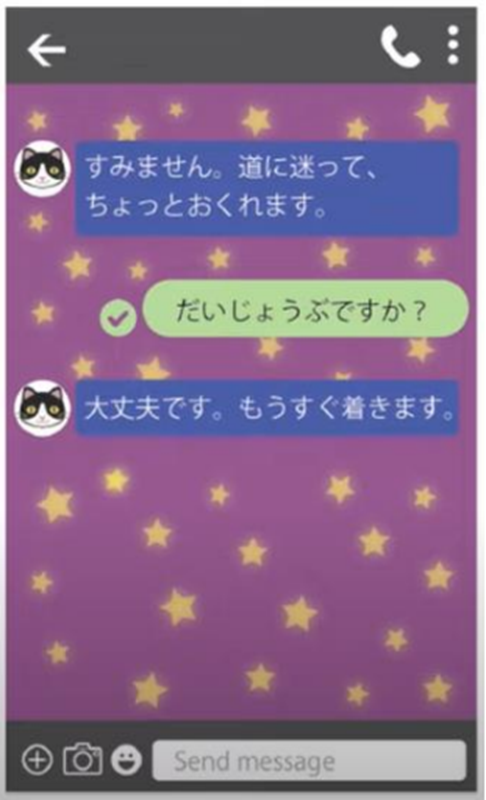 すみません。道に迷って、
ちょっとおくれます。
だいじょうぶですか？
大丈夫です。もうすぐ着きます。
Send message